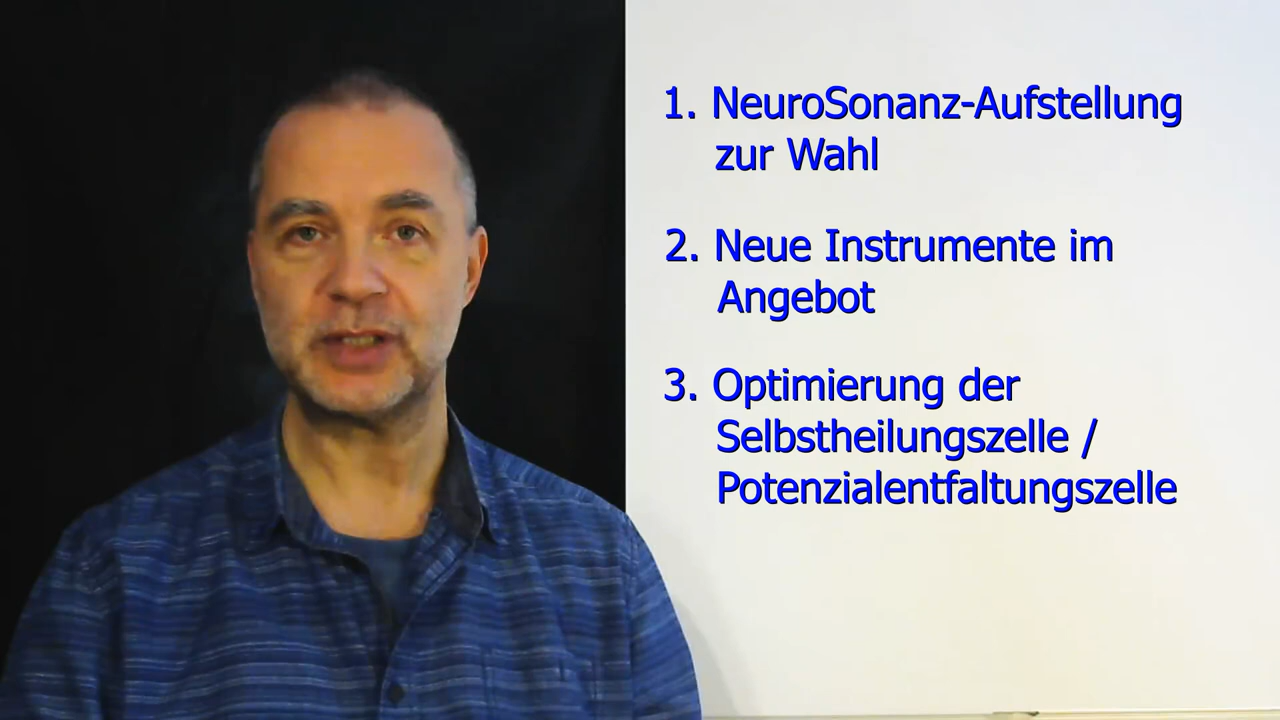 1. NeuroSonanz-Aufstellung
zur Wahl
2. Neue Instrumente im
Angebot
3. Optimierung der
Selbstheilungszelle /
Potenzialentfaltungszelle